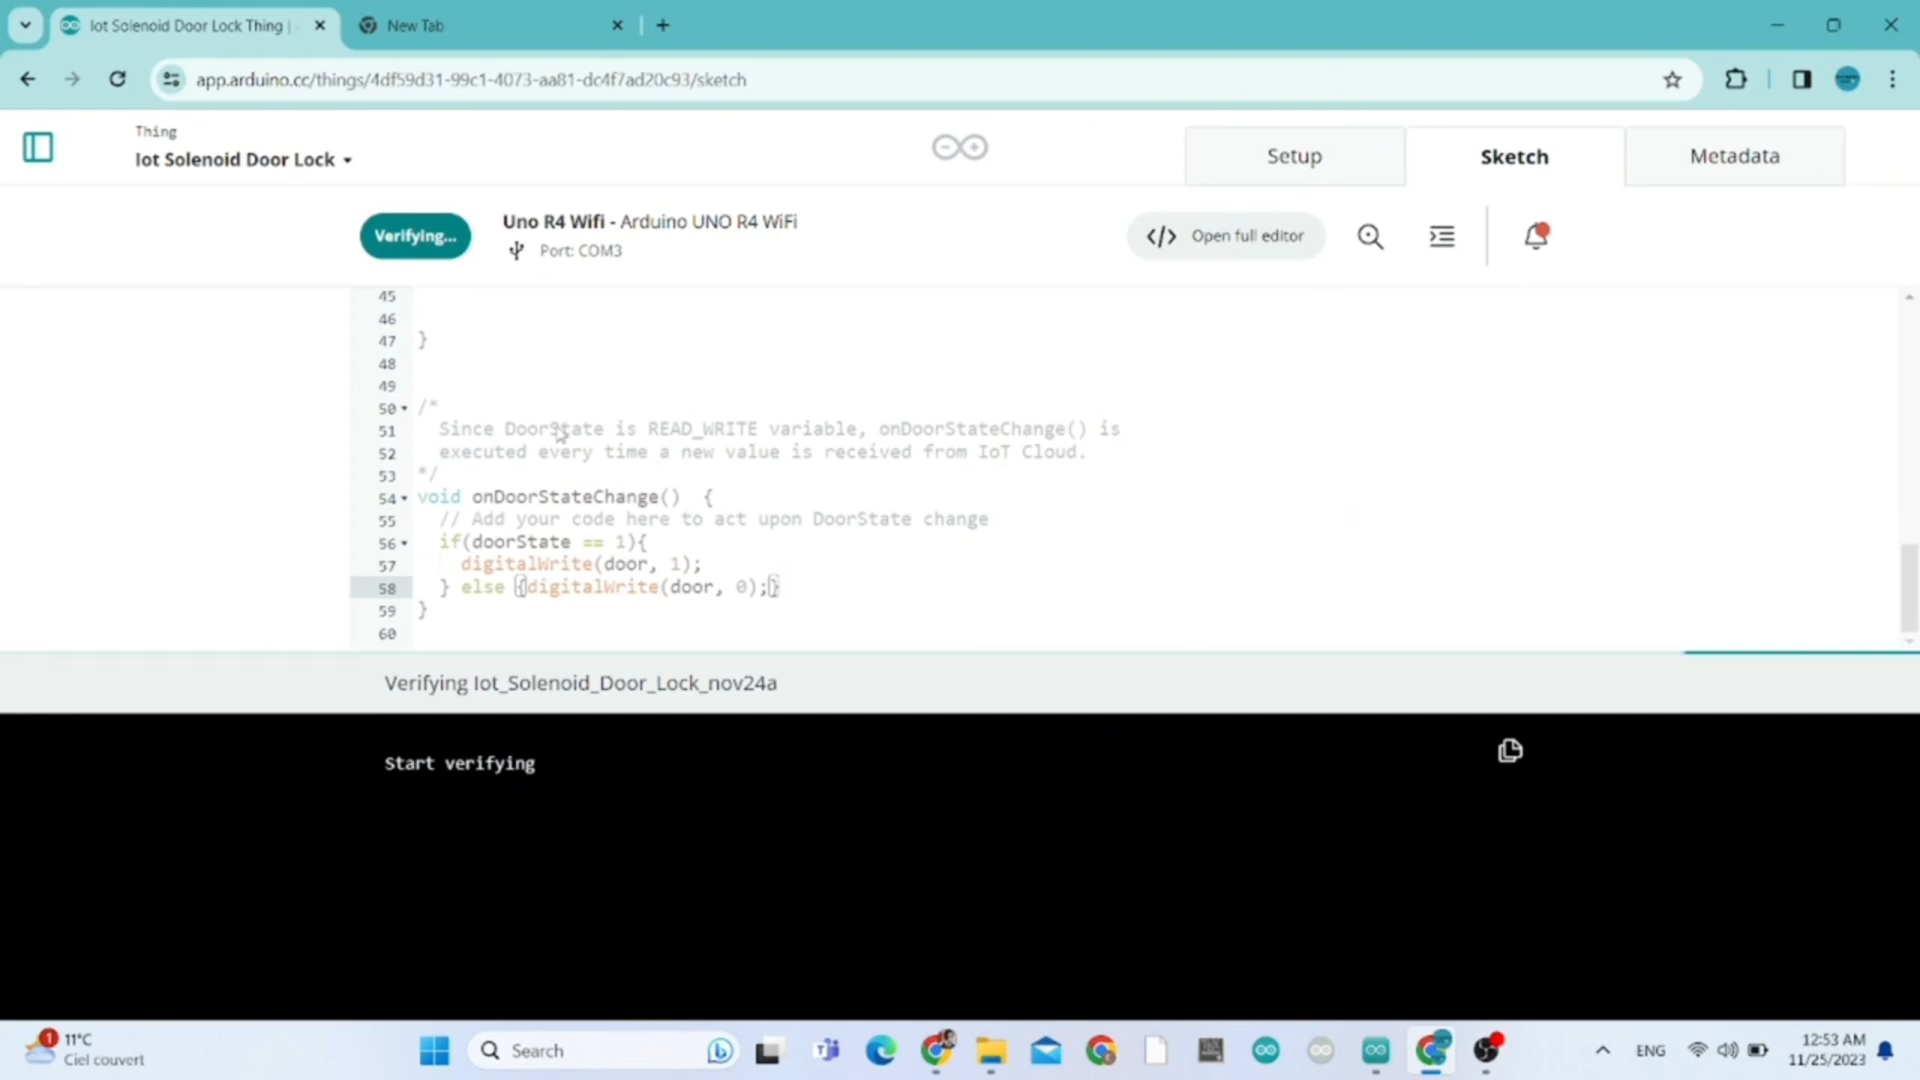 Iot Solenoid Door Lock Thing |
New Tab
app.arduino.cc/things/4df59d31-99c1-4073-aa81-dc4f7ad20c93/sketch
Thing
Iot Solenoid Door Lock
Setup
Sketch
Metadata
Verifying...
Uno R4 Wifi - Arduino UNO R4 WiFi
Port: COM3
</> Open full editor
45
46
47 }
48
49
50 /*
51 Since DoorState is READ_WRITE variable, onDoorStateChange() is
52 executed every time a new value is received from IoT Cloud.
53 */
54 void onDoorStateChange()  {
55 // Add your code here to act upon DoorState change
56 if(doorState == 1){
57 digitalWrite(door, 1);
58 } else {digitalWrite(door, 0);}
59 }
60
Verifying Iot_Solenoid_Door_Lock_nov24a
Start verifying
1
11°C
Ciel couvert
Search
ENG
12:53 AM
11/25/2023